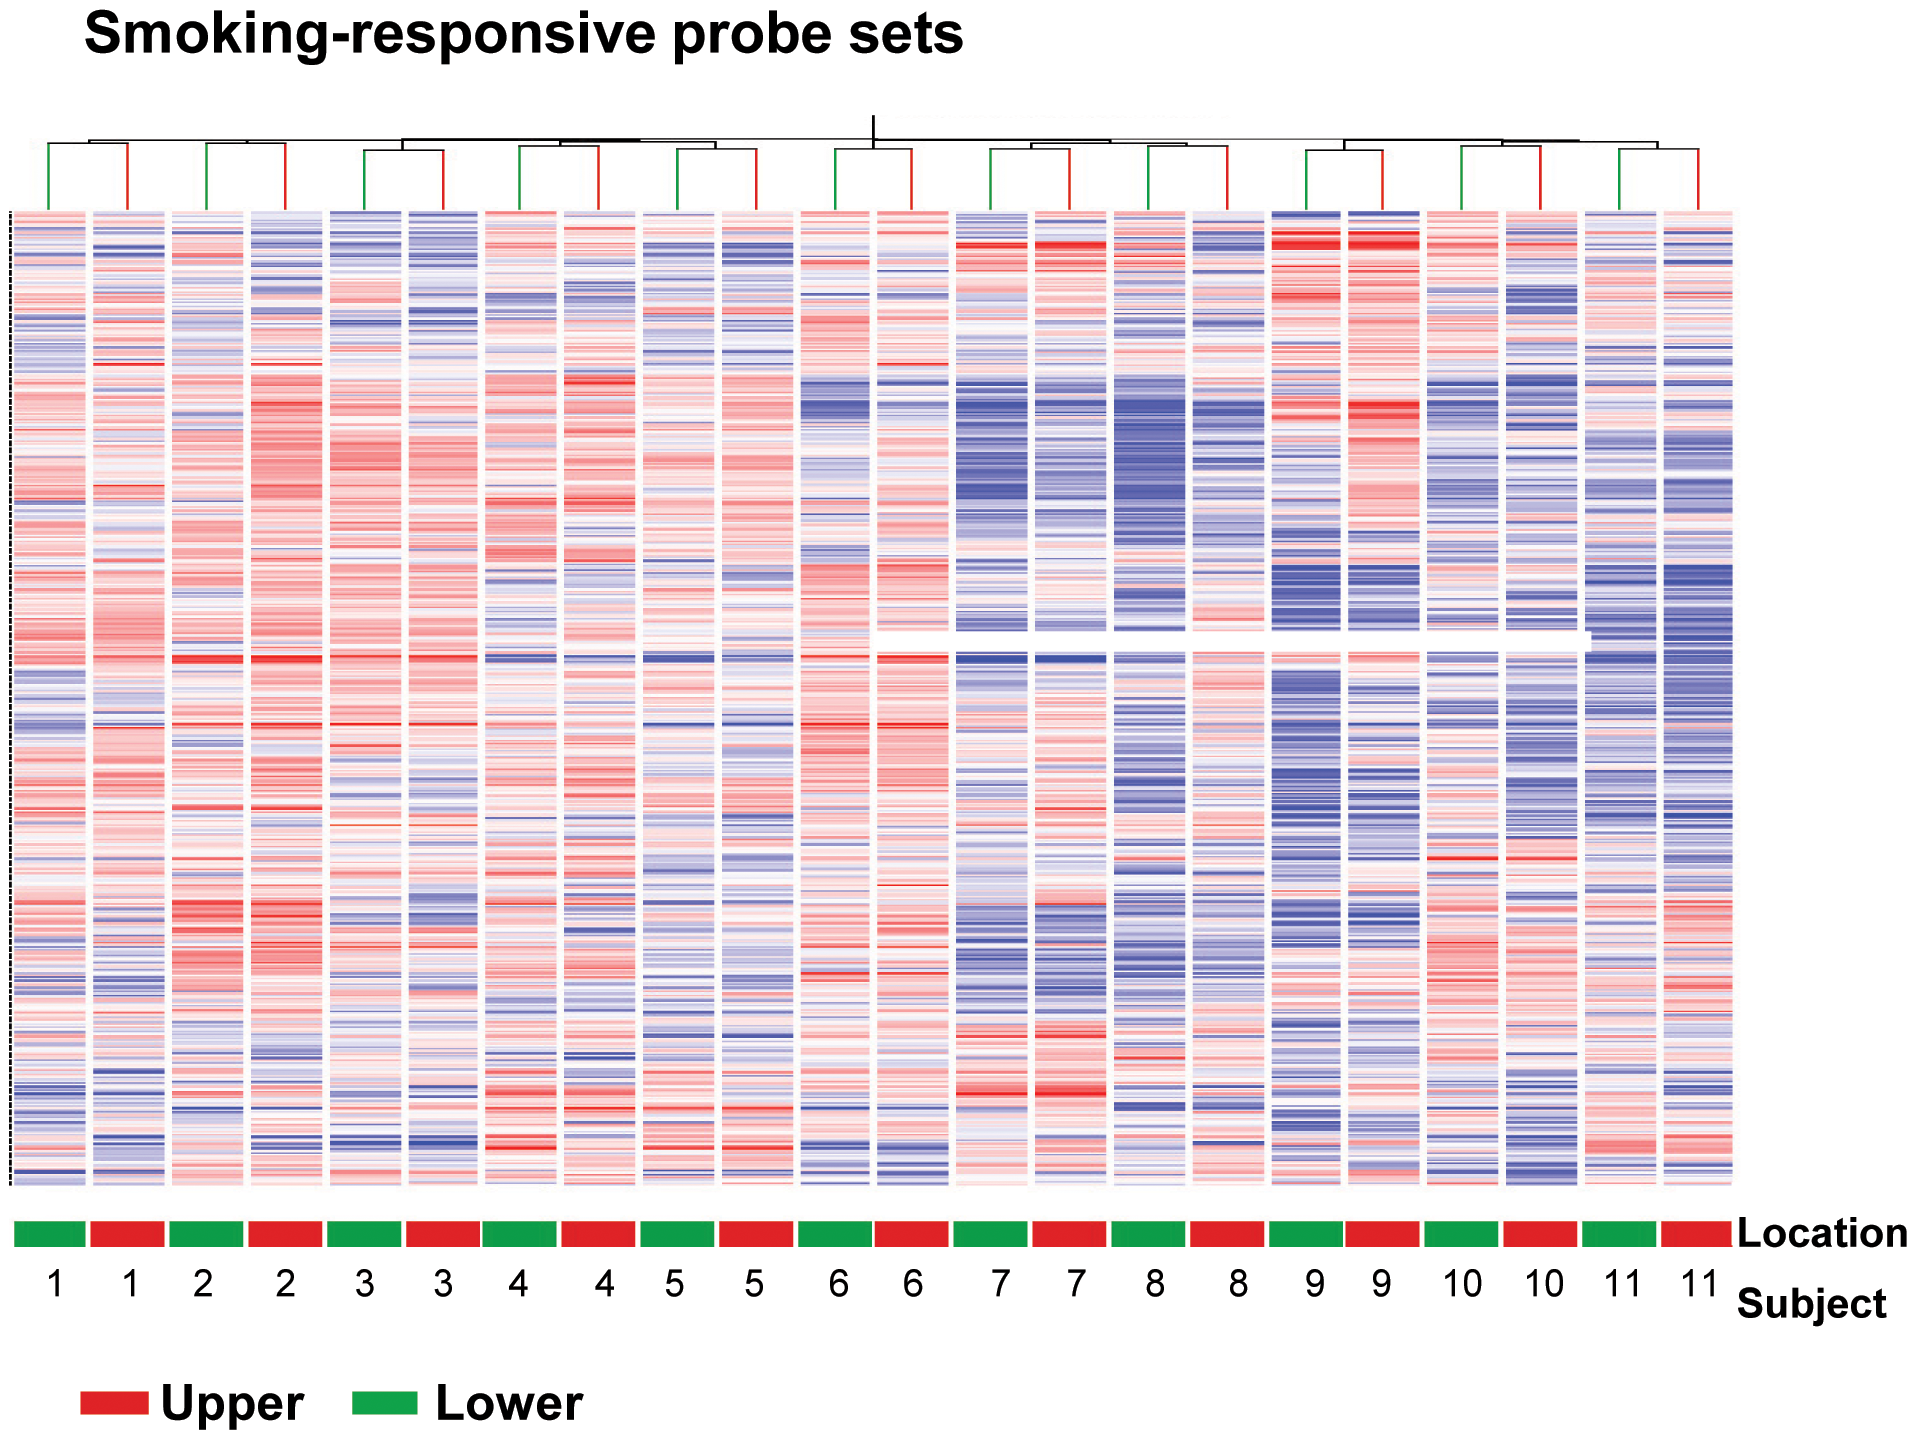 Smoking-responsive probe sets
Location
1 1 2 2 3 3 4 4 5 5 6 6 7 7 8 8 9 9 10 10 11 11
Subject
Upper Lower